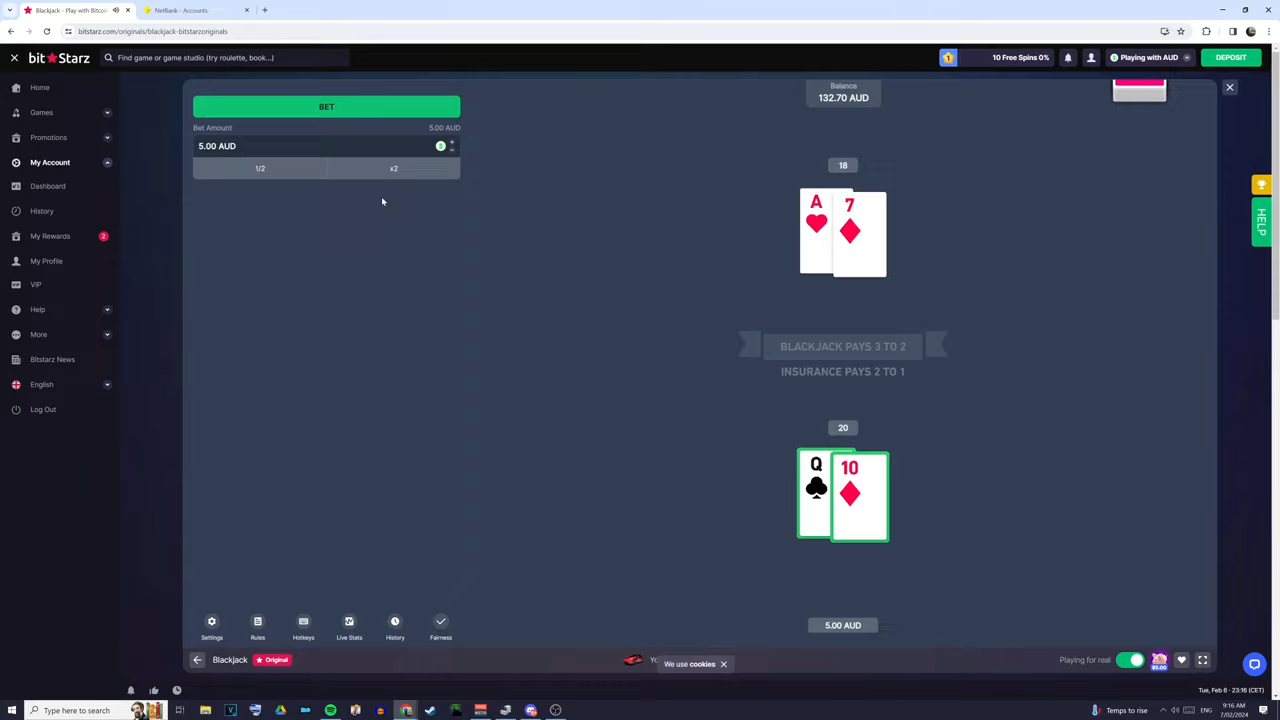 Blackjack - Play with Bitcoin
NetBank - Accounts
bitstarz.com/originals/blackjack-bitstarzoriginals
bit Starz
Find game or game studio (try roulette, book...)
1
10 Free Spins 0%
Playing with AUD
DEPOSIT
Home
Games
Promotions
My Account
Dashboard
History
My Rewards
2
My Profile
VIP
Help
More
Bitstarz News
English
Log Out
BET
Bet Amount
5.00 AUD
5.00 AUD
1/2
x2
Balance
132.70 AUD
18
A
7
BLACKJACK PAYS 3 TO 2
INSURANCE PAYS 2 TO 1
20
Q
10
5.00 AUD
HELP
Settings
Rules
Hotkeys
Live Stats
History
Fairness
Blackjack
Original
We use cookies
Playing for real
Tue, Feb 6 - 23:16 (CET)
Type here to search
Temps to rise
9:16 AM
7/02/2024